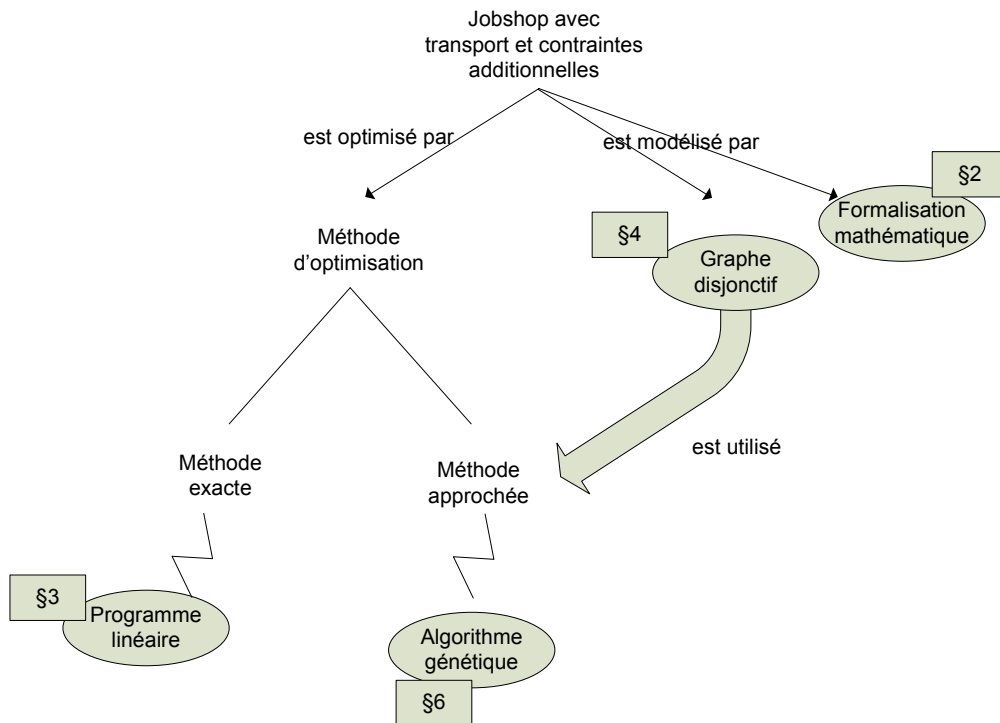 Jobshop avec
transport et contraintes
additionnelles
est optimisé par
est modélisé par
§2
Formalisation
mathématique
§4
Graphe
disjonctif
Méthode
d'optimisation
est utilisé
Méthode
exacte
Méthode
approchée
§3
Programme
linéaire
Algorithme
génétique
§6